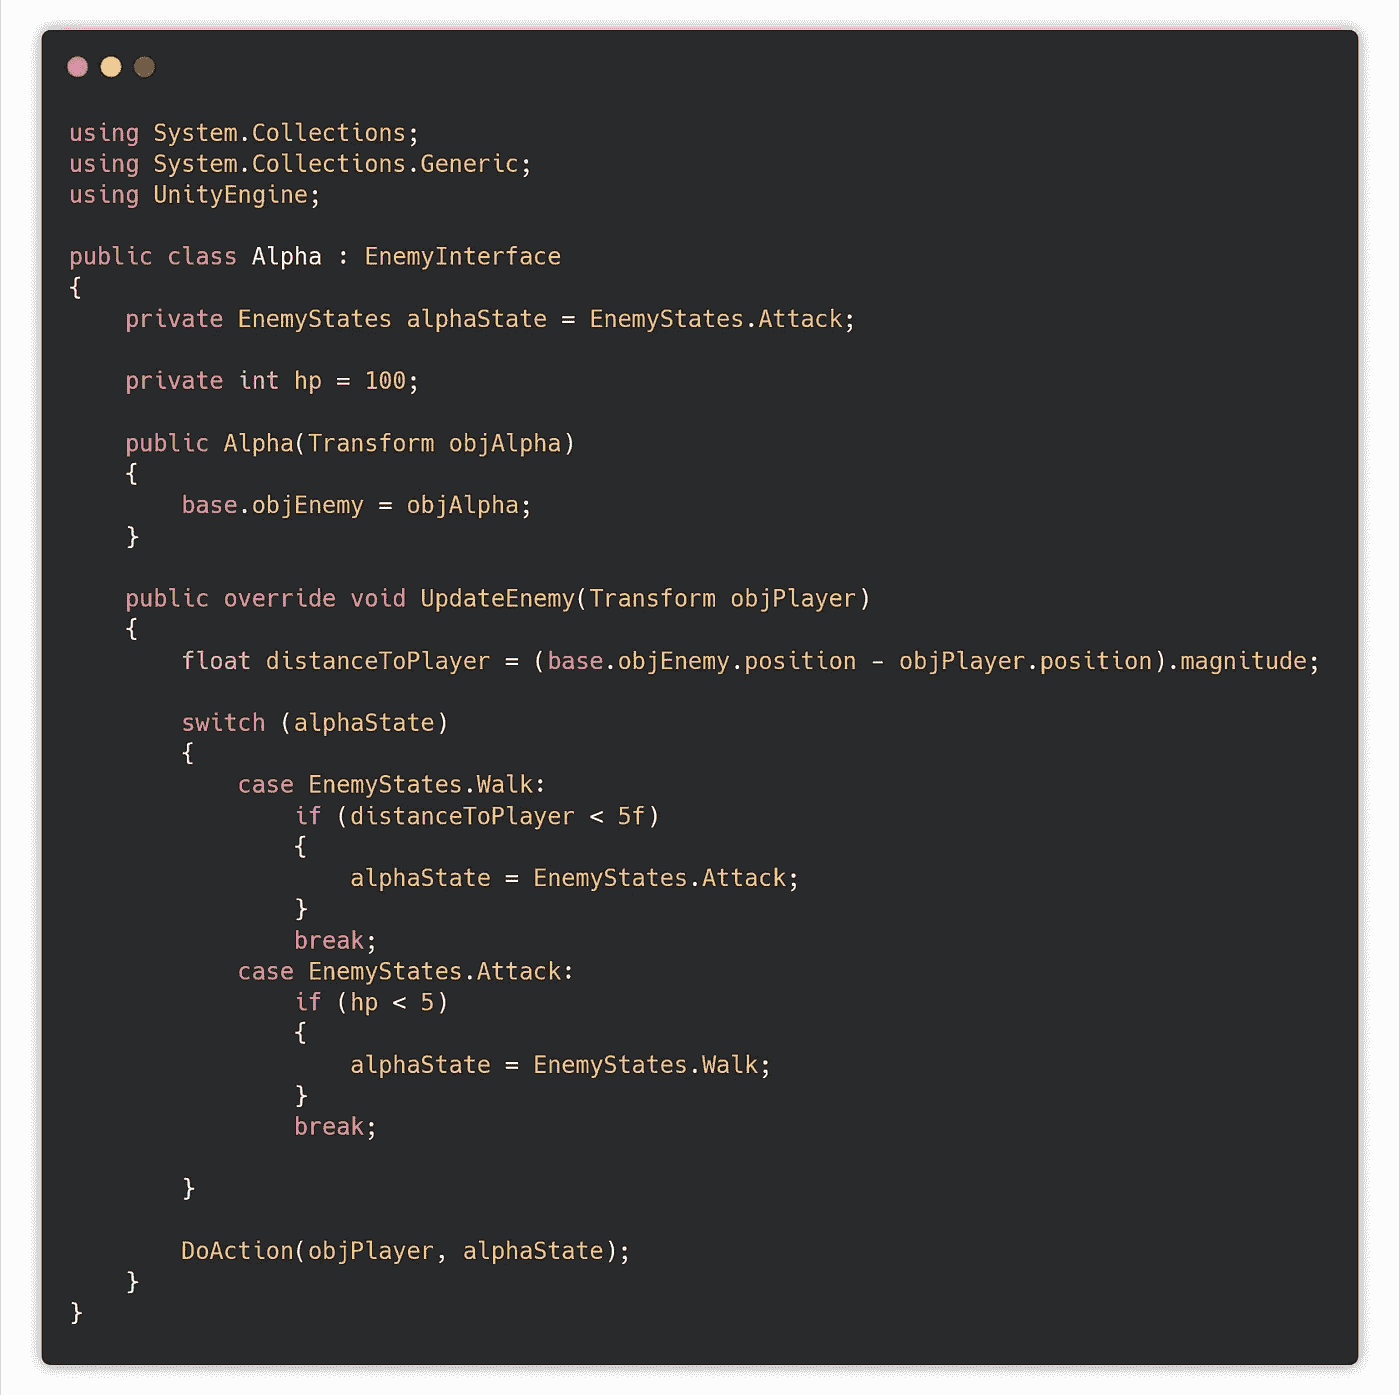 using System.Collections;
using System.Collections.Generic;
using UnityEngine;

public class Alpha : EnemyInterface
{
    private EnemyStates alphaState = EnemyStates.Attack;

    private int hp = 100;

    public Alpha(Transform objAlpha)
    {
        base.objEnemy = objAlpha;
    }

    public override void UpdateEnemy(Transform objPlayer)
    {
        float distanceToPlayer = (base.objEnemy.position - objPlayer.position).magnitude;

        switch (alphaState)
        {
            case EnemyStates.Walk:
                if (distanceToPlayer < 5f)
                {
                    alphaState = EnemyStates.Attack;
                }
                break;
            case EnemyStates.Attack:
                if (hp < 5)
                {
                    alphaState = EnemyStates.Walk;
                }
                break;

        }

        DoAction(objPlayer, alphaState);
    }
}